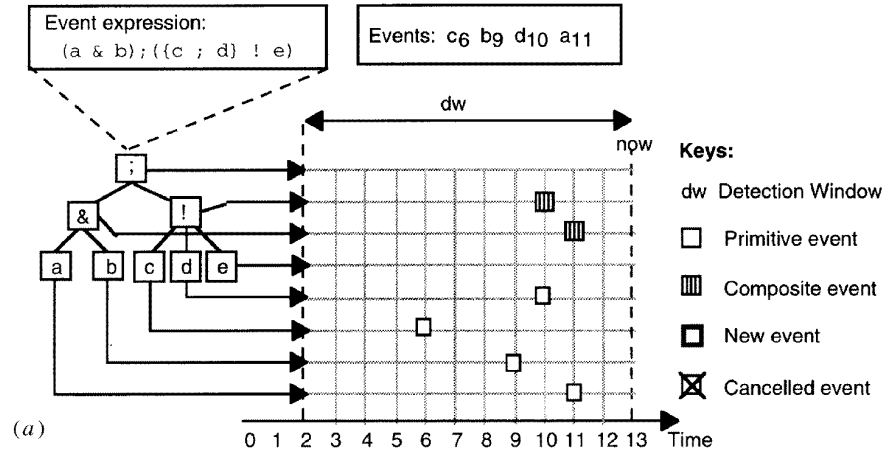 Event expression:
(a & b);({c ; d} ! e)
Events: c6 b9 d10 a11
dw
now
Keys:
dw Detection Window
Primitive event
Composite event
New event
Cancelled event
;
& !
a b c d e
(a)
0 1 2 3 4 5 6 7 8 9 10 11 12 13 Time